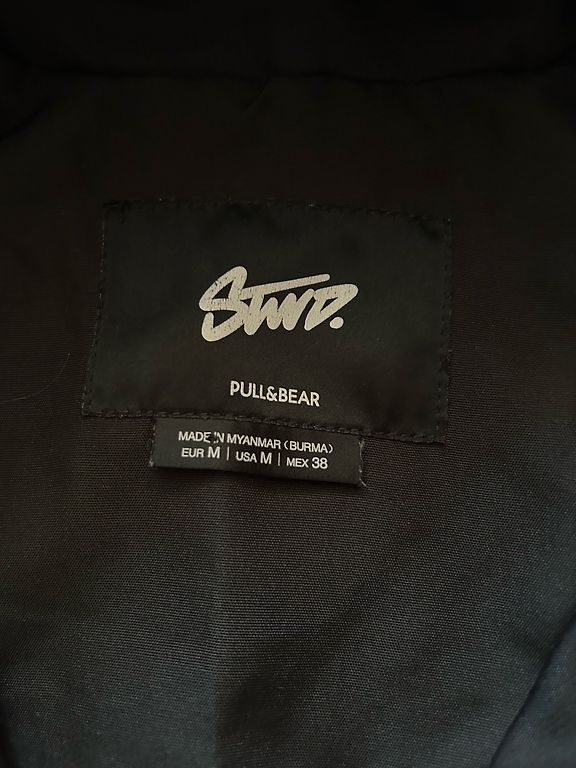 STWD.
PULL&BEAR
MADE IN MYANMAR (BURMA)
EUR M | USA M | MEX 38